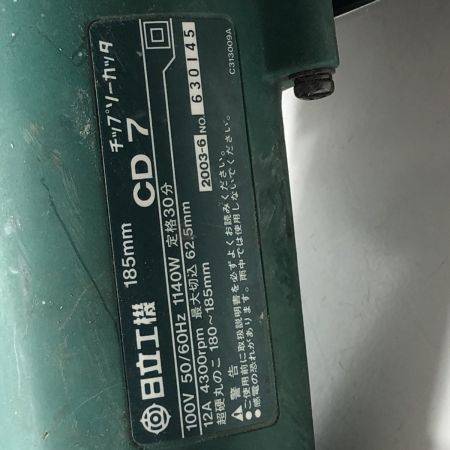 チップソーカッタ
日立工機 185mm CD 7
100V 50/60Hz 1140W 定格30分
12A 4300rpm 最大切込 62.5mm
超硬丸のこ 180～185mm
2003-6 NO. 630145
警告
●ご使用前に取扱説明書を必ずよくお読みください。
●感電の恐れがあります。雨中では使用しないでください。
C313009A